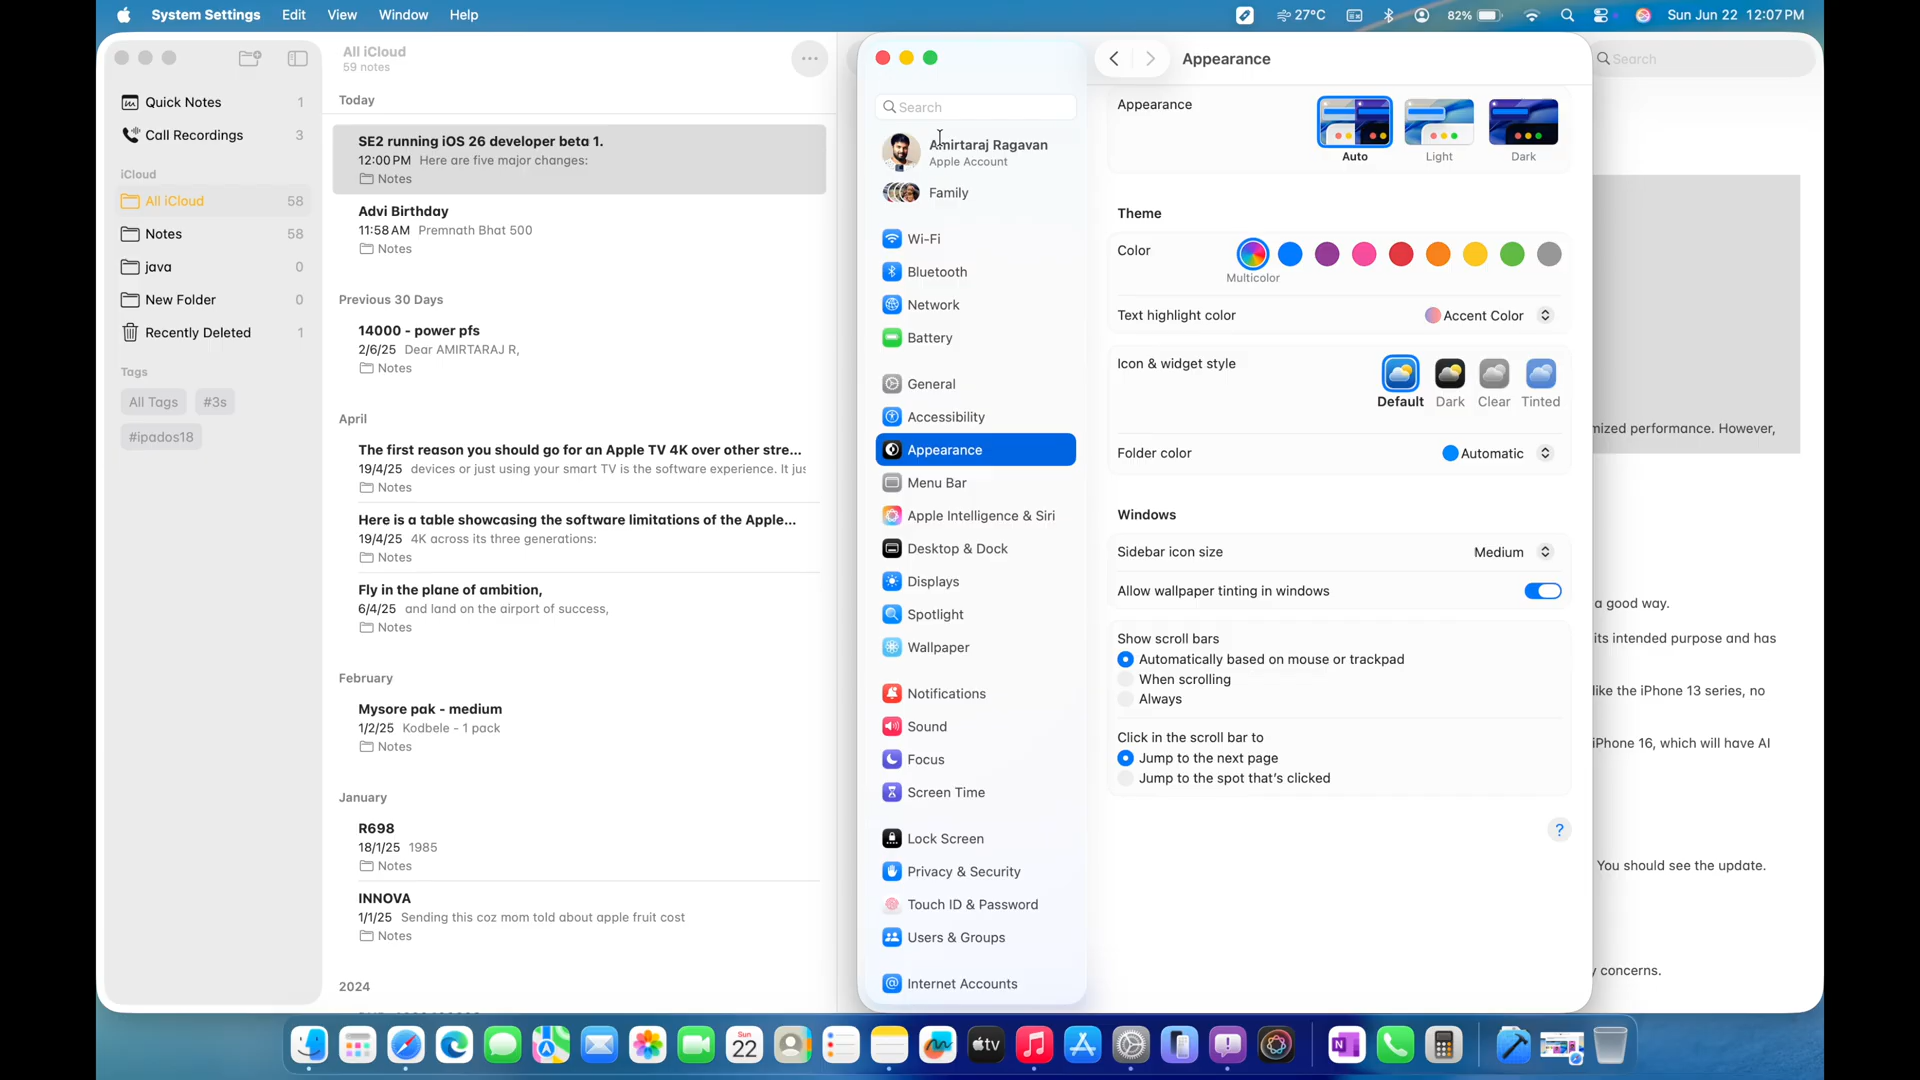 System Settings Edit View Window Help
27°C 82% Sun Jun 22 12:07 PM
Quick Notes 1
Call Recordings 3
iCloud
All iCloud 58
Notes 58
java 0
New Folder 0
Recently Deleted 1
Tags
All Tags #3s
#ipados18
All iCloud
59 notes
Today
SE2 running iOS 26 developer beta 1.
12:00 PM Here are five major changes:
Notes
Advi Birthday
11:58 AM Premnath Bhat 500
Notes
Previous 30 Days
14000 - power pfs
2/6/25 Dear AMIRTARAJ R,
Notes
April
The first reason you should go for an Apple TV 4K over other stre...
19/4/25 devices or just using your smart TV is the software experience. It jus
Notes
Here is a table showcasing the software limitations of the Apple...
19/4/25 4K across its three generations:
Notes
Fly in the plane of ambition,
6/4/25 and land on the airport of success,
Notes
February
Mysore pak - medium
1/2/25 Kodbele - 1 pack
Notes
January
R698
18/1/25 1985
Notes
INNOVA
1/1/25 Sending this coz mom told about apple fruit cost
Notes
2024
Search
Amirtaraj Ragavan
Apple Account
Family
Wi-Fi
Bluetooth
Network
Battery
General
Accessibility
Appearance
Menu Bar
Apple Intelligence & Siri
Desktop & Dock
Displays
Spotlight
Wallpaper
Notifications
Sound
Focus
Screen Time
Lock Screen
Privacy & Security
Touch ID & Password
Users & Groups
Internet Accounts
Appearance
Appearance
Auto Light Dark
Theme
Color
Multicolor
Text highlight color Accent Color
Icon & widget style
Default Dark Clear Tinted
Folder color Automatic
Windows
Sidebar icon size Medium
Allow wallpaper tinting in windows
Show scroll bars
Automatically based on mouse or trackpad
When scrolling
Always
Click in the scroll bar to
Jump to the next page
Jump to the spot that's clicked
?
Search
mized performance. However,
a good way.
its intended purpose and has
like the iPhone 13 series, no
iPhone 16, which will have AI
You should see the update.
y concerns.
Sun
22
tv
N